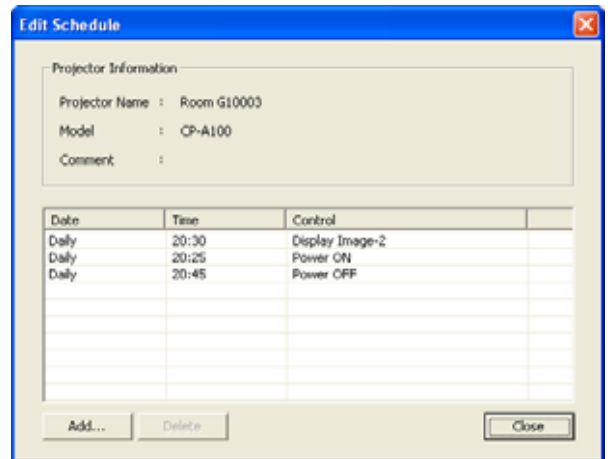 Edit Schedule
Projector Information
Projector Name : Room G10003
Model : CP-A100
Comment :
Date Time Control
Daily 20:30 Display Image-2
Daily 20:25 Power ON
Daily 20:45 Power OFF
Add... Delete Close